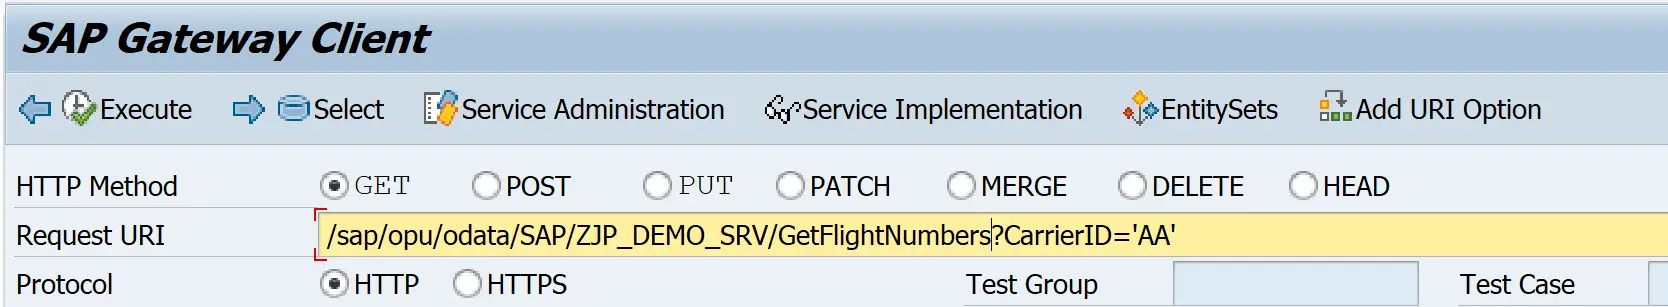 SAP Gateway Client
Execute Select Service Administration Service Implementation EntitySets Add URI Option
HTTP Method GET POST PUT PATCH MERGE DELETE HEAD
Request URI /sap/opu/odata/SAP/ZJP_DEMO_SRV/GetFlightNumbers?CarrierID='AA'
Protocol HTTP HTTPS Test Group Test Case